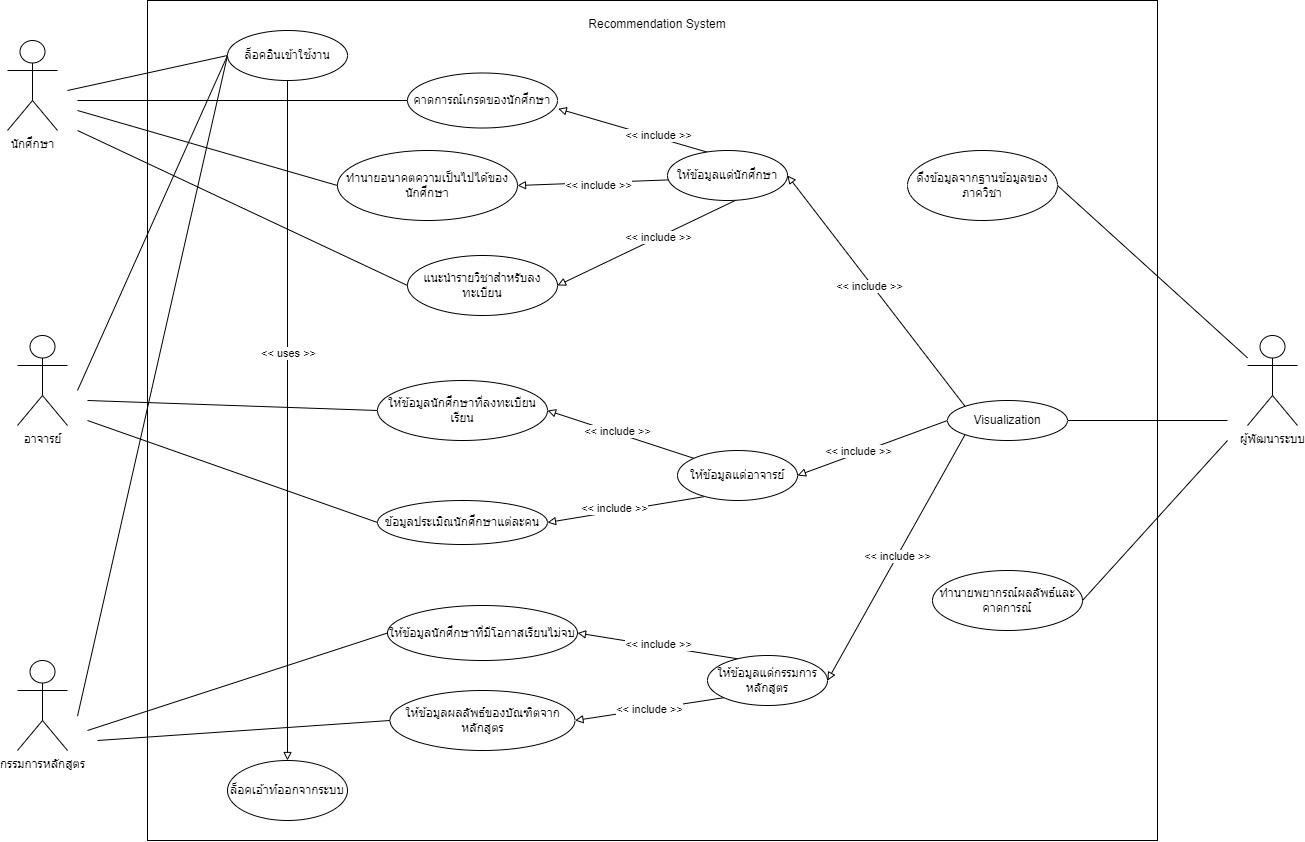 Recommendation System
ล็อคอินเข้าใช้งาน
นักศึกษา
คาดการณ์เกรดของนักศึกษา
<< include >>
ทำนายอนาคตความเป็นไปได้ของ
นักศึกษา
<< include >>
ให้ข้อมูลแด่นักศึกษา
ดึงข้อมูลจากฐานข้อมูลของ
ภาควิชา
<< include >>
แนะนำรายวิชาสำหรับลง
ทะเบียน
<< include >>
<< uses >>
อาจารย์
ให้ข้อมูลนักศึกษาที่ลงทะเบียน
เรียน
<< include >>
Visualization
ผู้พัฒนาระบบ
<< include >>
ให้ข้อมูลแด่อาจารย์
<< include >>
ข้อมูลประเมิณนักศึกษาแต่ละคน
<< include >>
ทำนายพยากรณ์ผลลัพธ์และ
คาดการณ์
ให้ข้อมูลนักศึกษาที่มีโอกาสเรียนไม่จบ
<< include >>
ให้ข้อมูลแด่กรรมการ
หลักสูตร
<< include >>
ให้ข้อมูลผลลัพธ์ของบัณฑิตจาก
หลักสูตร
กรรมการหลักสูตร
ล็อคเอ้าท์ออกจากระบบ